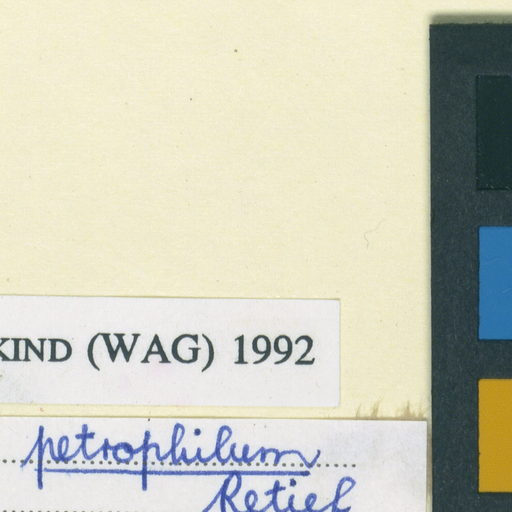 KIND (WAG) 1992
petrophilum
Retief